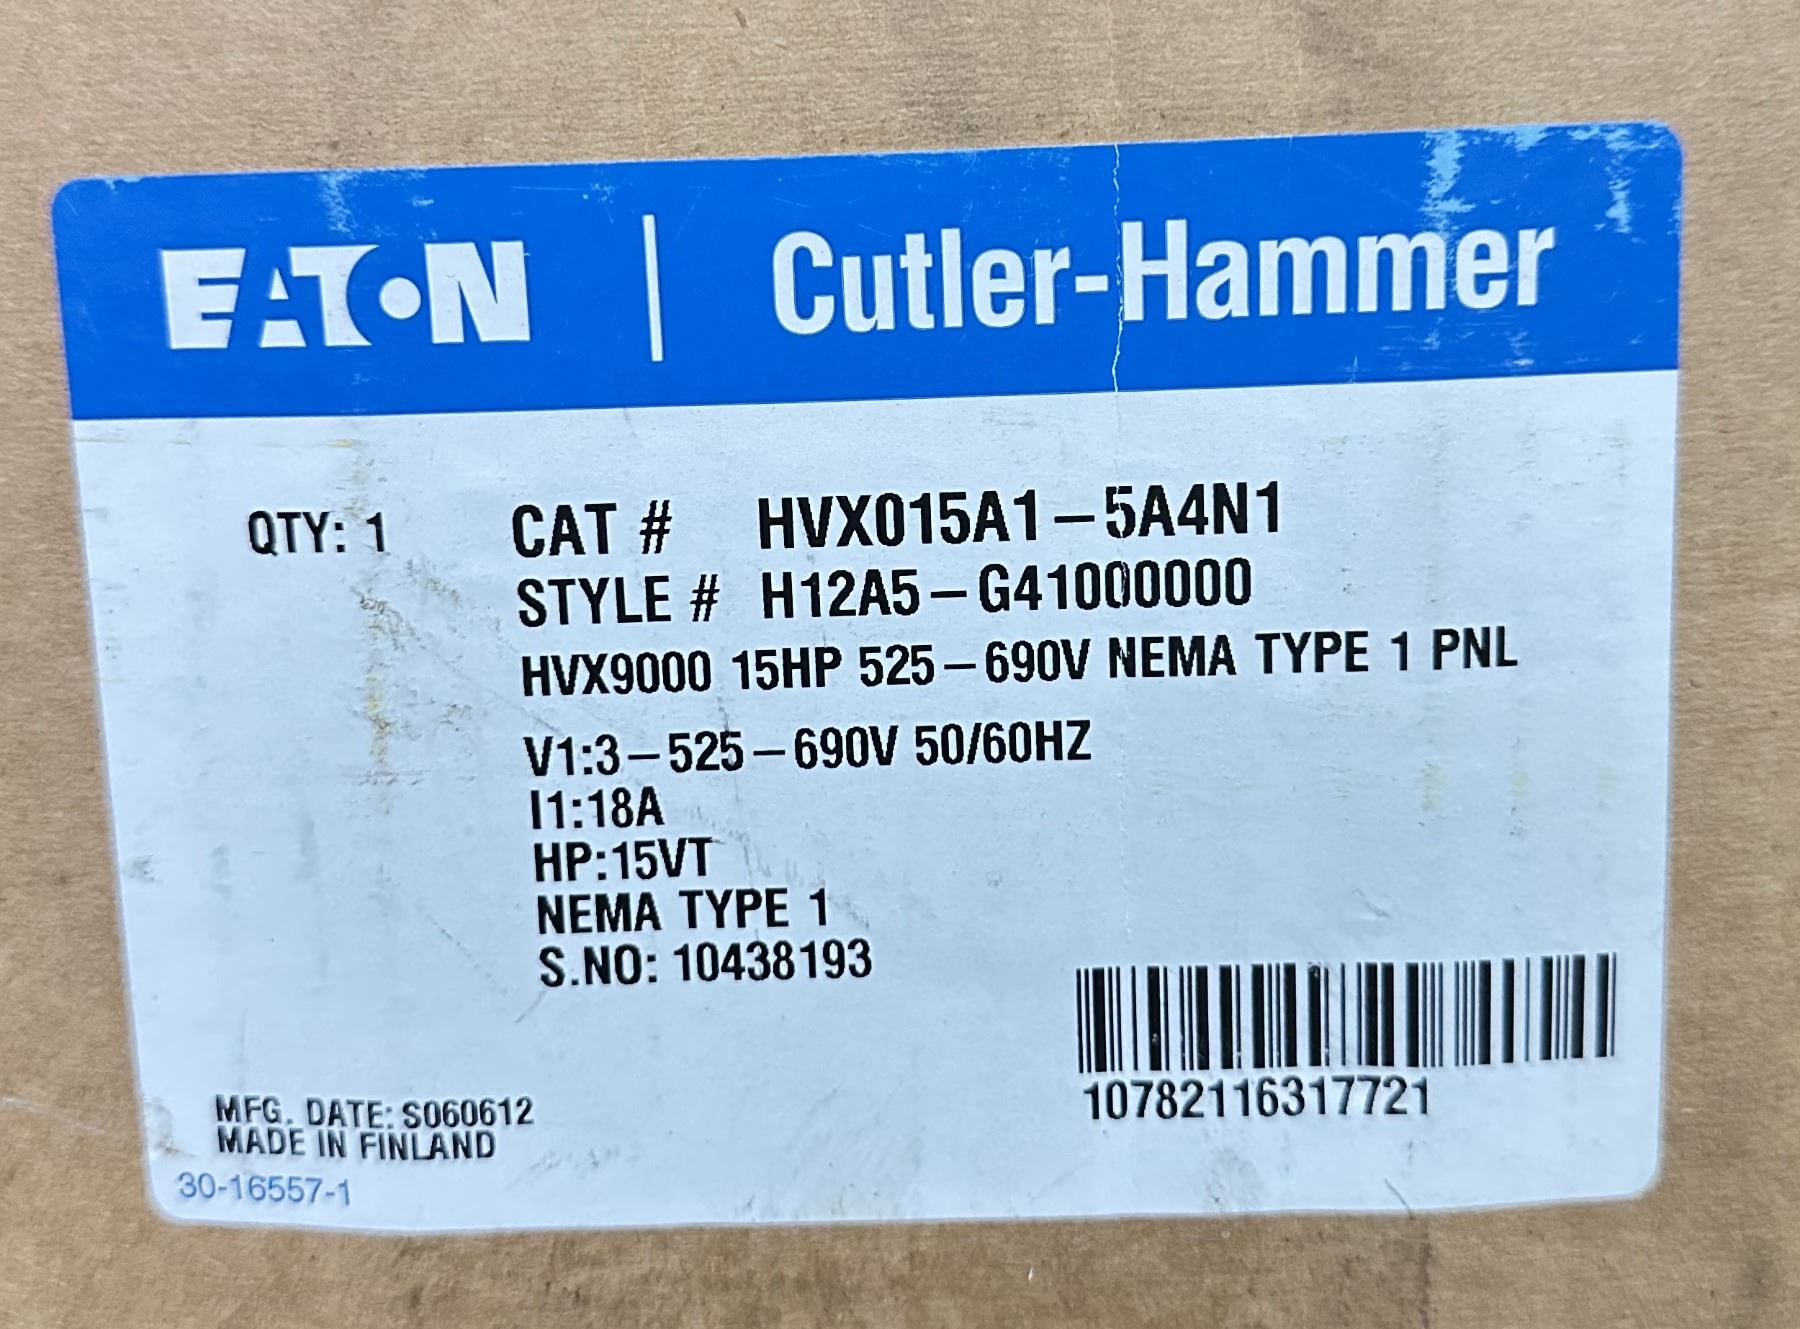 EATON | Cutler-Hammer
QTY: 1 CAT # HVX015A1-5A4N1
STYLE # H12A5-G41000000
HVX9000 15HP 525-690V NEMA TYPE 1 PNL
V1:3-525-690V 50/60HZ
I1:18A
HP:15VT
NEMA TYPE 1
S.NO: 10438193
10782116317721
MFG. DATE: S060612
MADE IN FINLAND
30-16557-1